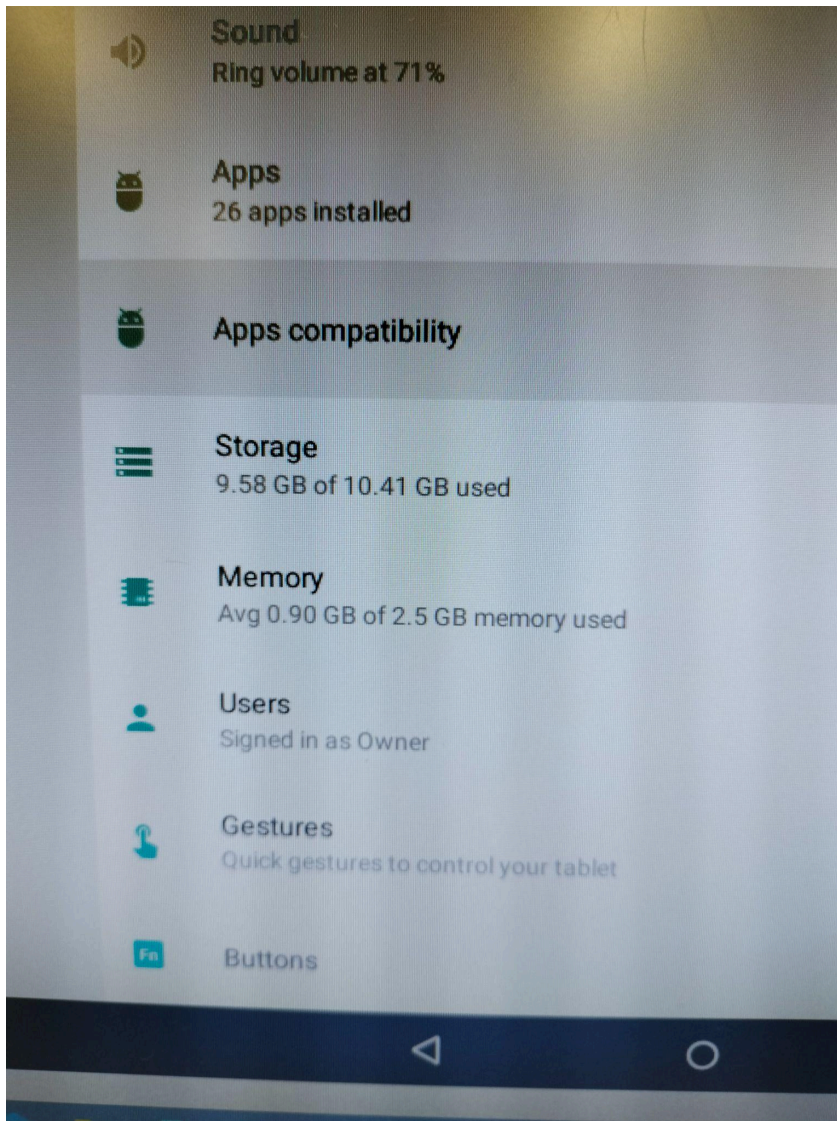 Sound
Ring volume at 71%
Apps
26 apps installed
Apps compatibility
Storage
9.58 GB of 10.41 GB used
Memory
Avg 0.90 GB of 2.5 GB memory used
Users
Signed in as Owner
Gestures
Quick gestures to control your tablet
Fn
Buttons